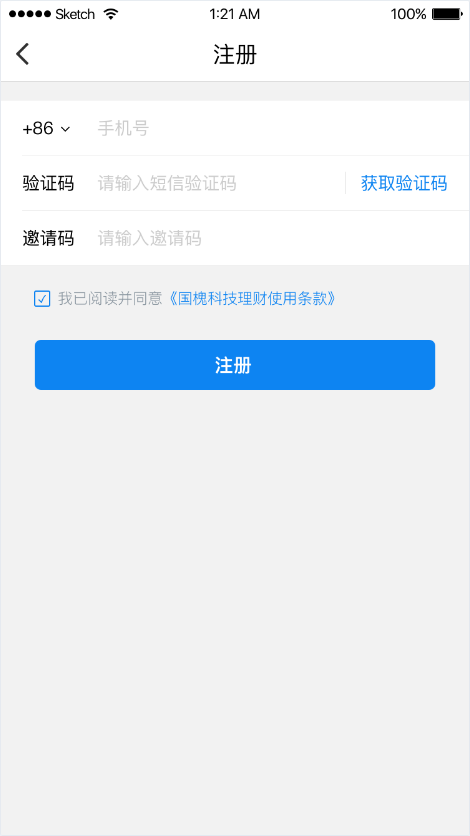 Sketch 1:21 AM 100%
注册
+86 手机号
验证码 请输入短信验证码 获取验证码
邀请码 请输入邀请码
我已阅读并同意《国槐科技理财使用条款》
注册